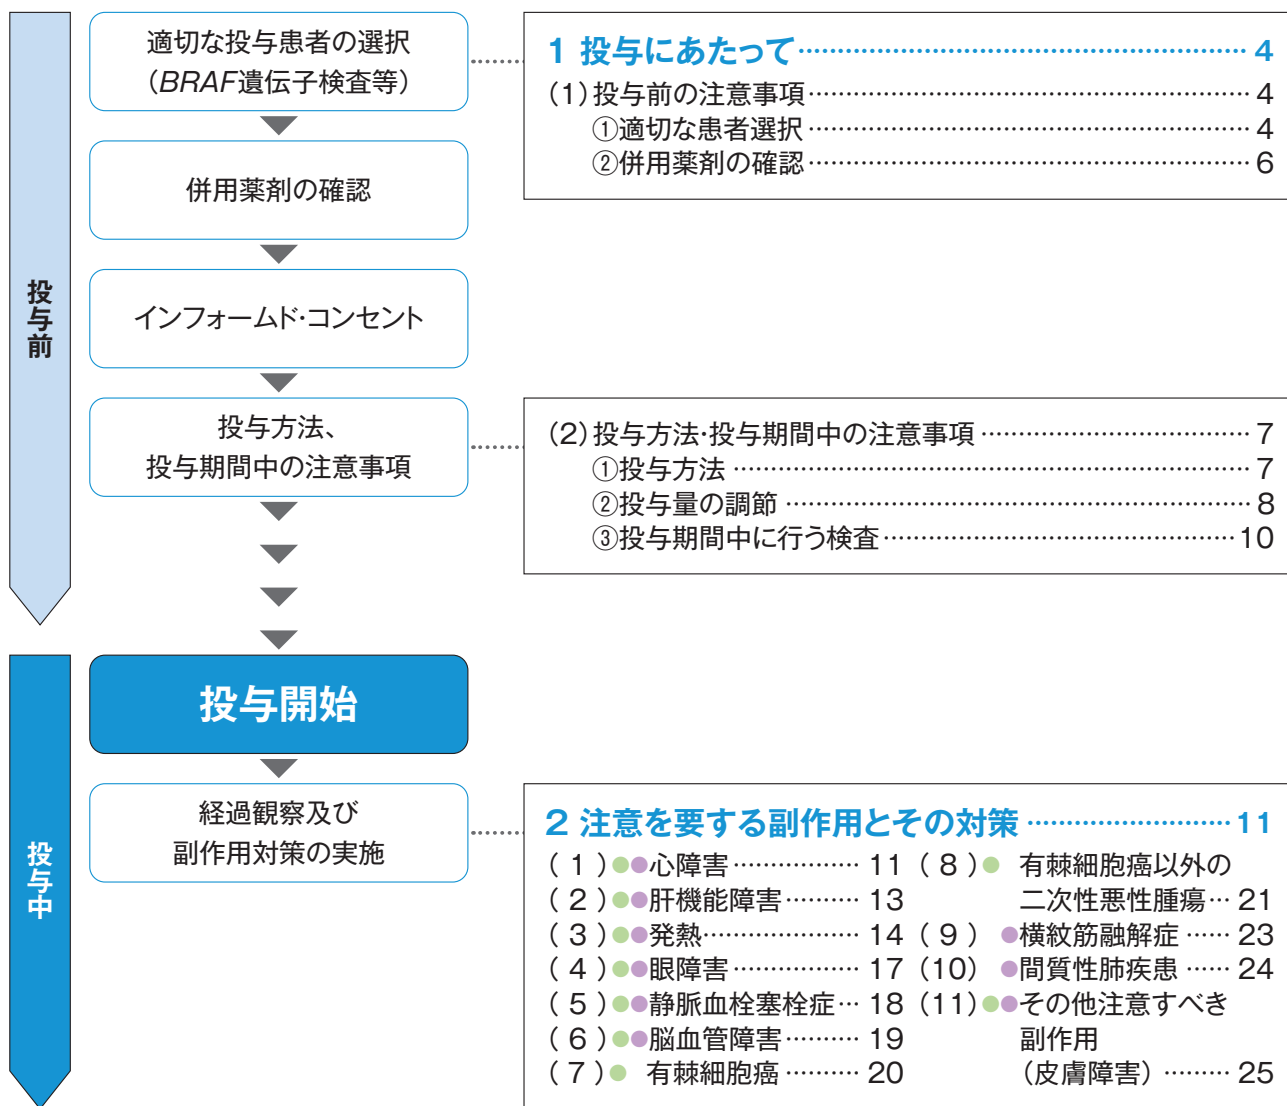 投与前
適切な投与患者の選択
（BRAF遺伝子検査等）
併用薬剤の確認
インフォームド・コンセント
投与方法、
投与期間中の注意事項
1 投与にあたって 4
（1）投与前の注意事項 4
①適切な患者選択 4
②併用薬剤の確認 6
（2）投与方法・投与期間中の注意事項 7
①投与方法 7
②投与量の調節 8
③投与期間中に行う検査 10
投与中
投与開始
経過観察及び
副作用対策の実施
2 注意を要する副作用とその対策 11
（1）●●心障害 11
（2）●●肝機能障害 13
（3）●●発熱 14
（4）●●眼障害 17
（5）●●静脈血栓塞栓症 18
（6）●●脳血管障害 19
（7）● 有棘細胞癌 20
（8）● 有棘細胞癌以外の
二次性悪性腫瘍 21
（9） ●横紋筋融解症 23
（10） ●間質性肺疾患 24
（11）●●その他注意すべき
副作用
（皮膚障害） 25